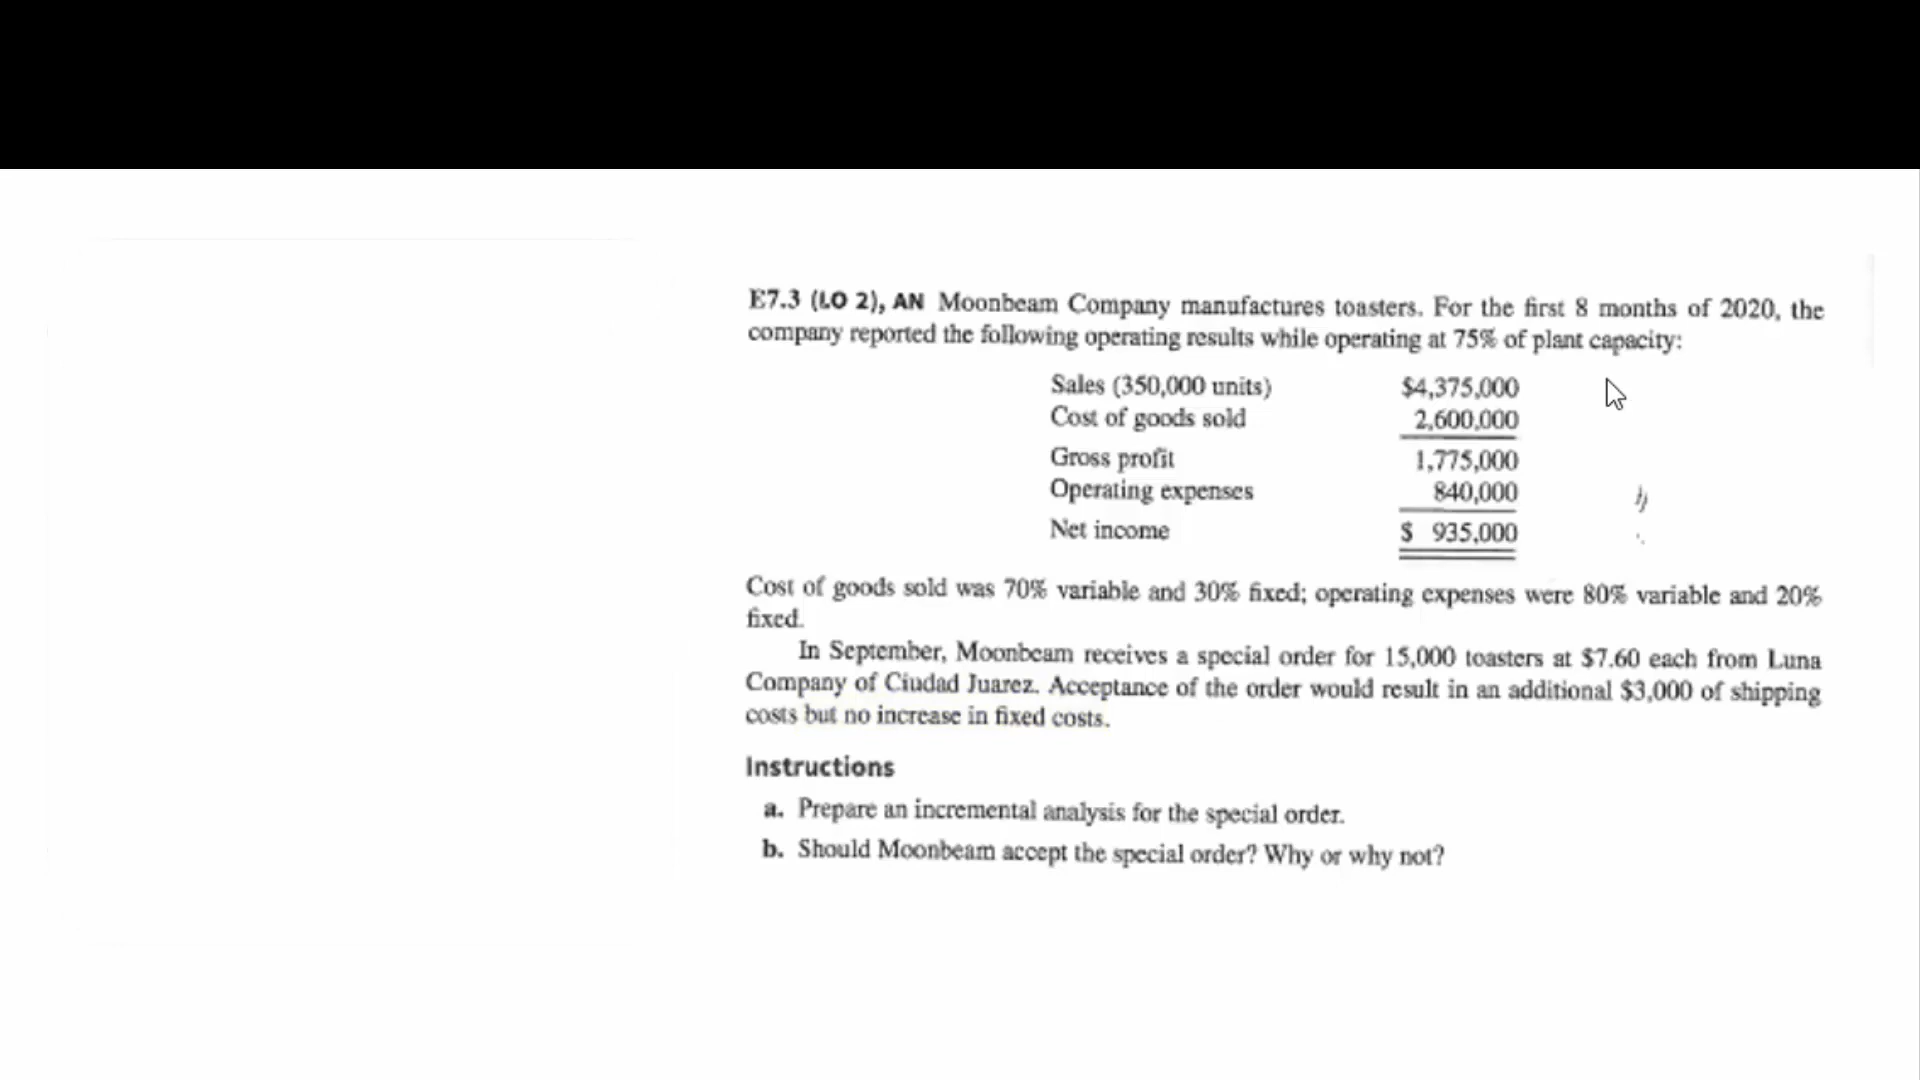 E7.3 (LO 2), AN Moonbeam Company manufactures toasters. For the first 8 months of 2020, the
company reported the following operating results while operating at 75% of plant capacity:
Sales (350,000 units) $4,375,000
Cost of goods sold 2,600,000
Gross profit 1,775,000
Operating expenses 840,000
Net income $ 935,000
Cost of goods sold was 70% variable and 30% fixed; operating expenses were 80% variable and 20%
fixed.
In September, Moonbeam receives a special order for 15,000 toasters at $7.60 each from Luna
Company of Ciudad Juarez. Acceptance of the order would result in an additional $3,000 of shipping
costs but no increase in fixed costs.
Instructions
a. Prepare an incremental analysis for the special order.
b. Should Moonbeam accept the special order? Why or why not?